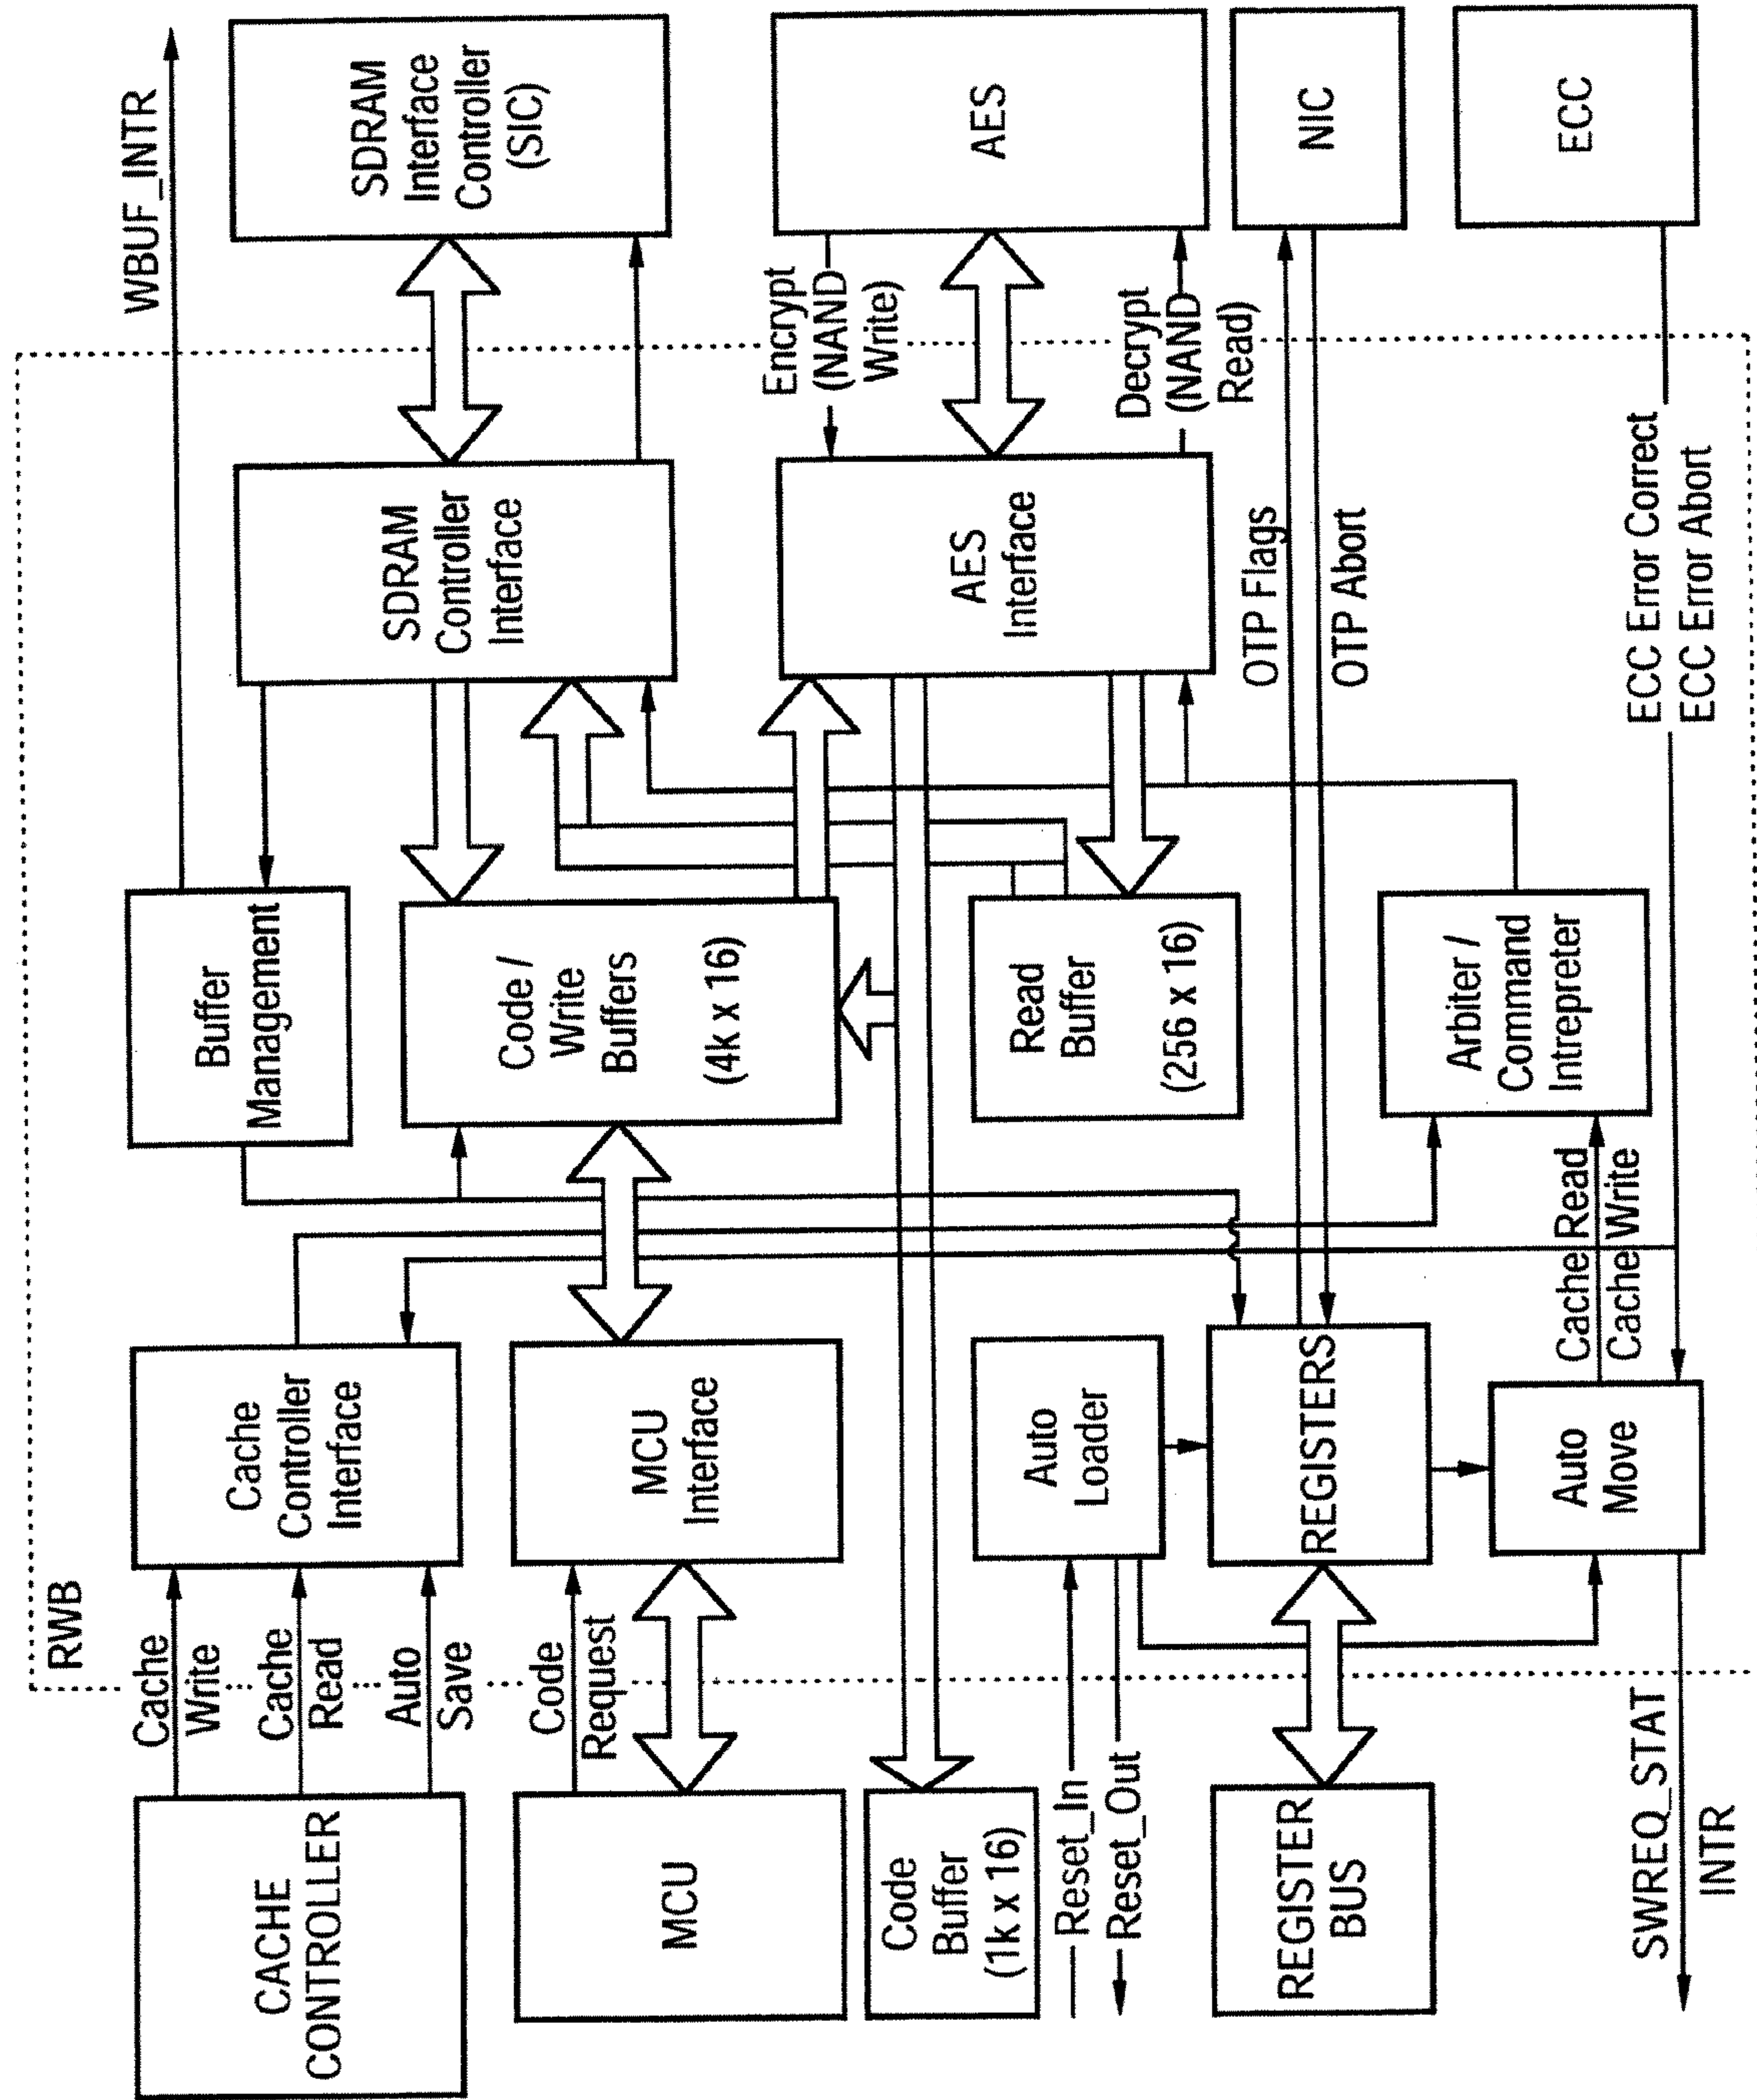 RWB
WBUF_INTR
CACHE
CONTROLLER
Cache
Write
Cache
Read
Auto
Save
Cache
Controller
Interface
Buffer
Management
SDRAM
Controller
Interface
SDRAM
Interface
Controller
(SIC)
MCU
Code
Request
MCU
Interface
Code /
Write
Buffers
(4k x 16)
Encrypt
(NAND
Write)
AES
Interface
AES
Decrypt
(NAND
Read)
Code
Buffer
(1k x 16)
Read
Buffer
(256 x 16)
Reset_In
Reset_Out
Auto
Loader
OTP Flags
OTP Abort
NIC
REGISTER
BUS
REGISTERS
Arbiter /
Command
Intrepreter
Cache Read
Cache Write
Auto
Move
ECC Error Correct
ECC Error Abort
ECC
SWREQ_STAT
INTR